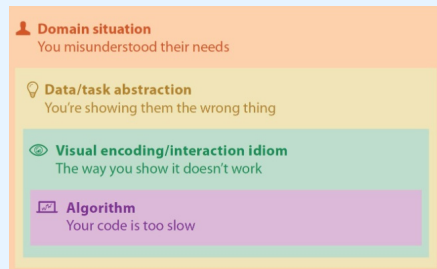 Domain situation
You misunderstood their needs
Data/task abstraction
You're showing them the wrong thing
Visual encoding/interaction idiom
The way you show it doesn't work
Algorithm
Your code is too slow